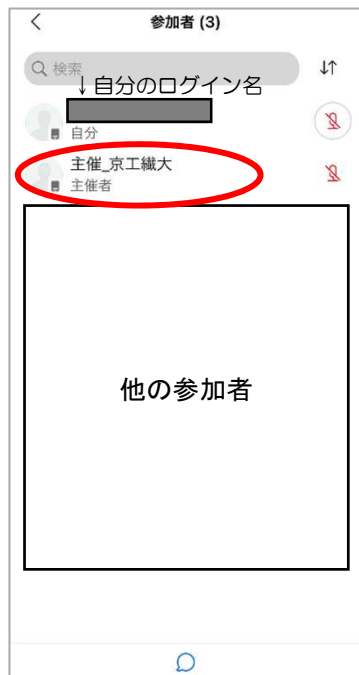 参加者 (3)
検索
↓自分のログイン名
自分
主催_京工繊大
主催者
他の参加者